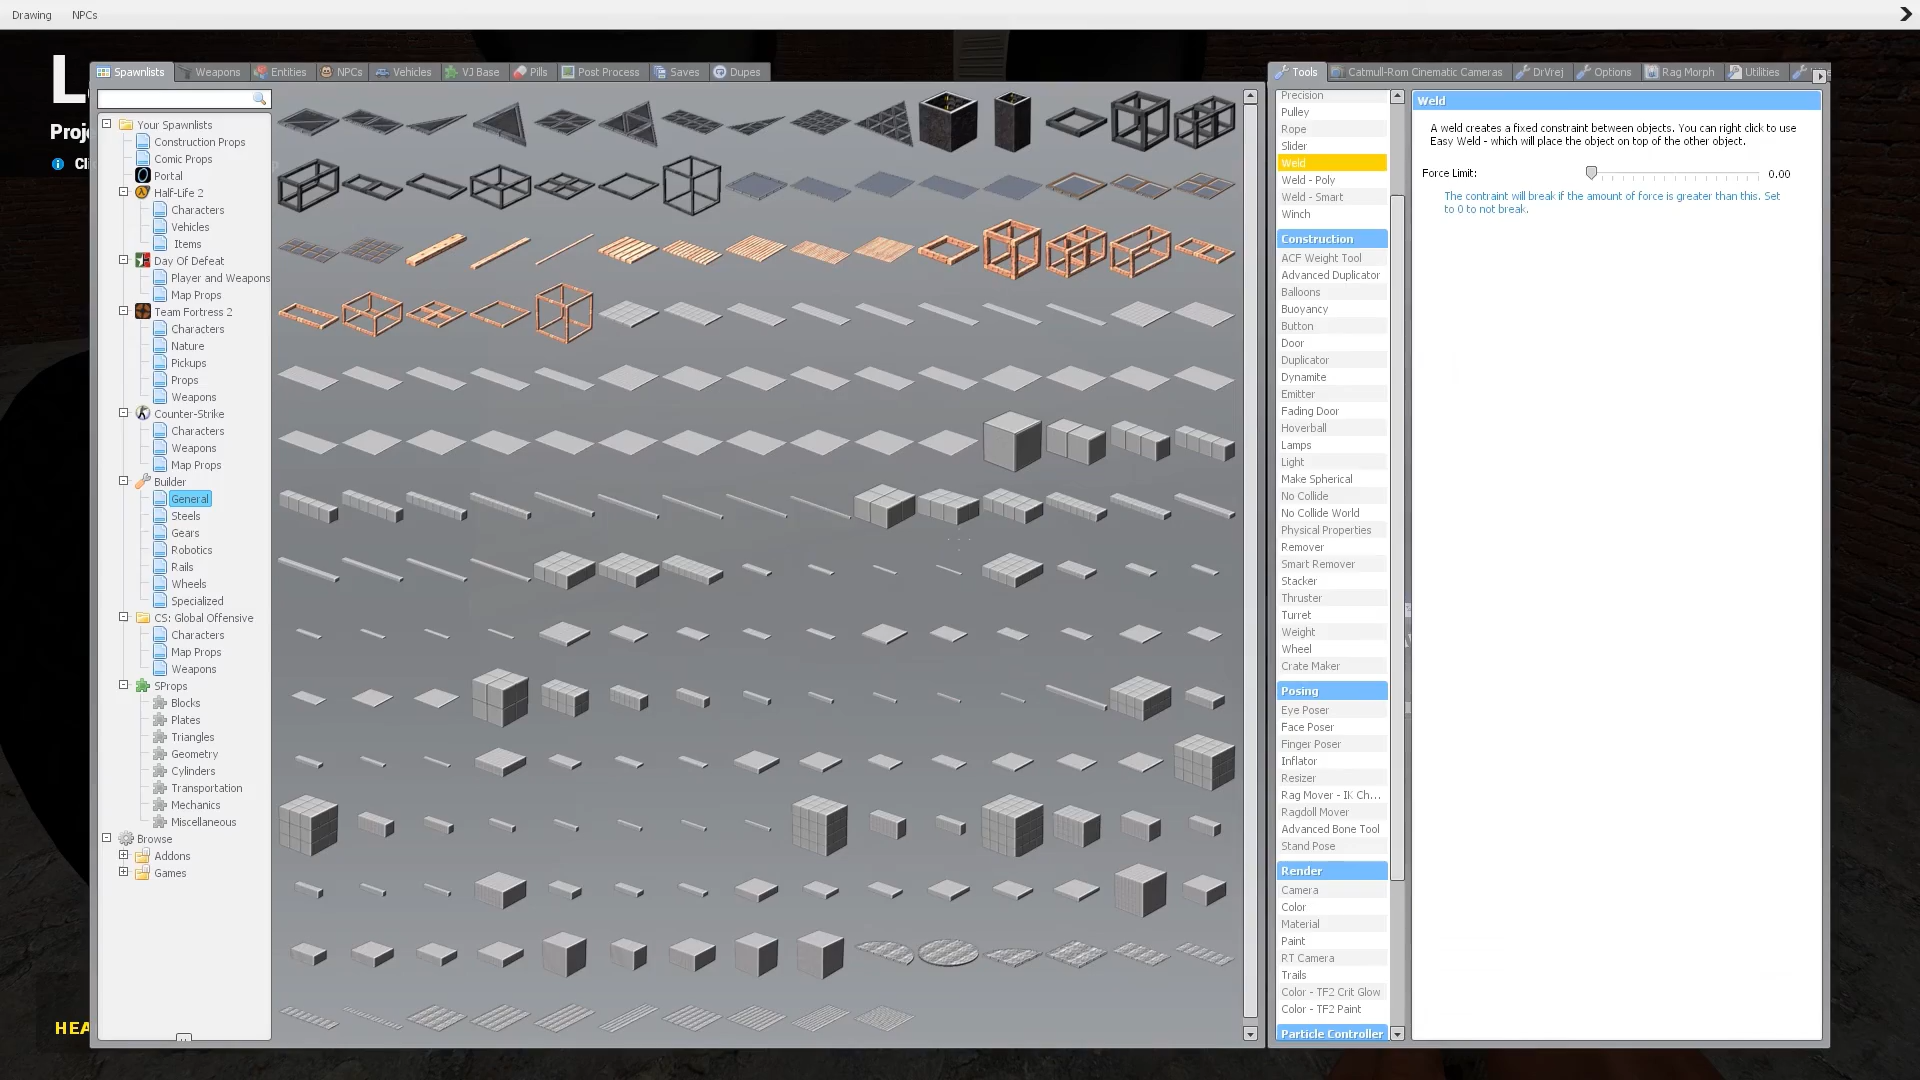 Drawing NPCs
L
Proj
Cli
HEA
Spawnlists Weapons Entities NPCs Vehicles VJ Base Pills Post Process Saves Dupes
Your Spawnlists
Construction Props
Comic Props
Portal
Half-Life 2
Characters
Vehicles
Items
Day Of Defeat
Player and Weapons
Map Props
Team Fortress 2
Characters
Nature
Pickups
Props
Weapons
Counter-Strike
Characters
Weapons
Map Props
Builder
General
Steels
Gears
Robotics
Rails
Wheels
Specialized
CS: Global Offensive
Characters
Map Props
Weapons
SProps
Blocks
Plates
Triangles
Geometry
Cylinders
Transportation
Mechanics
Miscellaneous
Browse
Addons
Games
Tools Catmull-Rom Cinematic Cameras DrVrej Options Rag Morph Utilities
Precision
Pulley
Rope
Slider
Weld
Weld - Poly
Weld - Smart
Winch
Construction
ACF Weight Tool
Advanced Duplicator
Balloons
Buoyancy
Button
Door
Duplicator
Dynamite
Emitter
Fading Door
Hoverball
Lamps
Light
Make Spherical
No Collide
No Collide World
Physical Properties
Remover
Smart Remover
Stacker
Thruster
Turret
Weight
Wheel
Crate Maker
Posing
Eye Poser
Face Poser
Finger Poser
Inflator
Resizer
Rag Mover - IK Ch...
Ragdoll Mover
Advanced Bone Tool
Stand Pose
Render
Camera
Color
Material
Paint
RT Camera
Trails
Color - TF2 Crit Glow
Color - TF2 Paint
Particle Controller
Weld
A weld creates a fixed constraint between objects. You can right click to use
Easy Weld - which will place the object on top of the other object.
Force Limit: 0.00
The contraint will break if the amount of force is greater than this. Set
to 0 to not break.